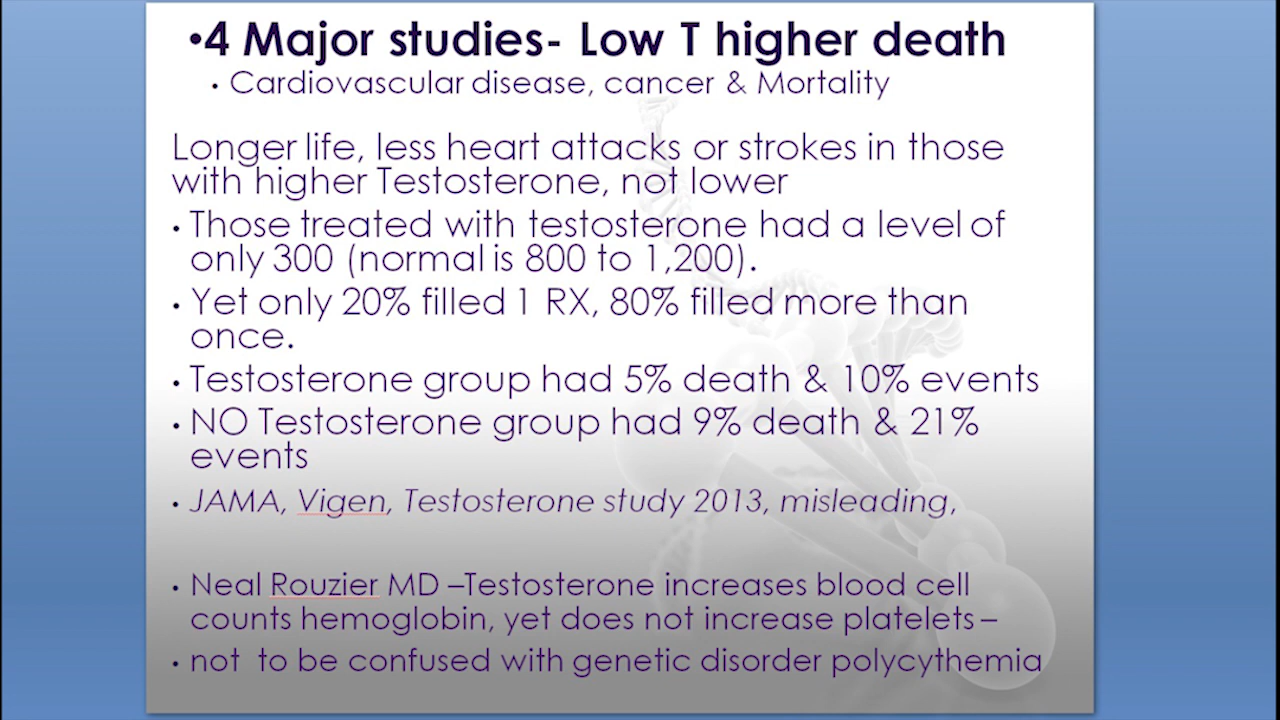 •4 Major studies- Low T higher death
• Cardiovascular disease, cancer & Mortality
Longer life, less heart attacks or strokes in those
with higher Testosterone, not lower
• Those treated with testosterone had a level of
only 300 (normal is 800 to 1,200).
• Yet only 20% filled 1 RX, 80% filled more than
once.
• Testosterone group had 5% death & 10% events
• NO Testosterone group had 9% death & 21%
events
• JAMA, Vigen, Testosterone study 2013, misleading,
• Neal Rouzier MD –Testosterone increases blood cell
counts hemoglobin, yet does not increase platelets –
• not  to be confused with genetic disorder polycythemia